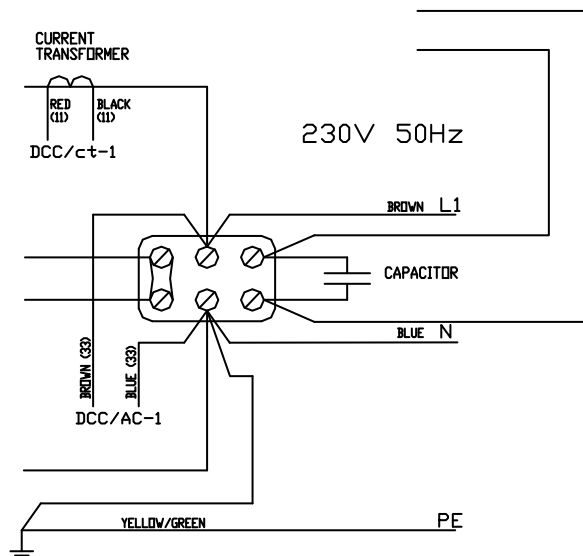 CURRENT
TRANSFORMER
RED
(11)
BLACK
(11)
DCC/ct-1
230V 50Hz
BROWN L1
CAPACITOR
BLUE N
BROWN (33)
BLUE (33)
DCC/AC-1
YELLOW/GREEN PE